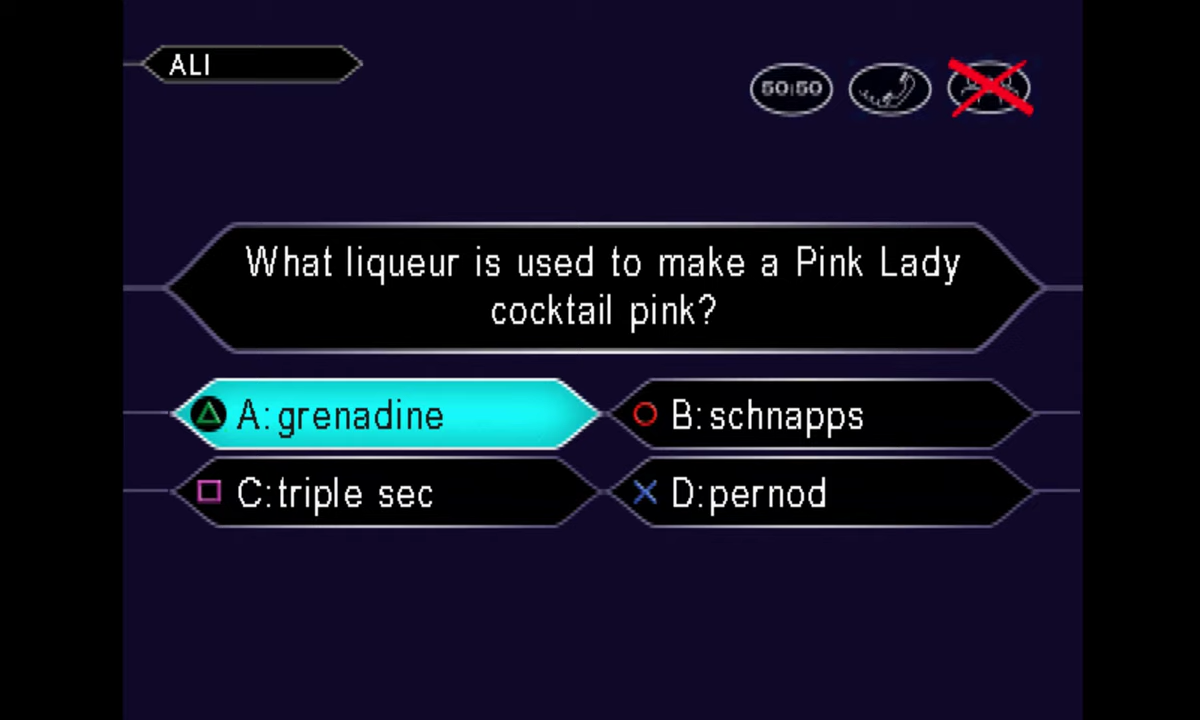 ALI
50:50
What liqueur is used to make a Pink Lady
cocktail pink?
A: grenadine
B: schnapps
C: triple sec
D: pernod